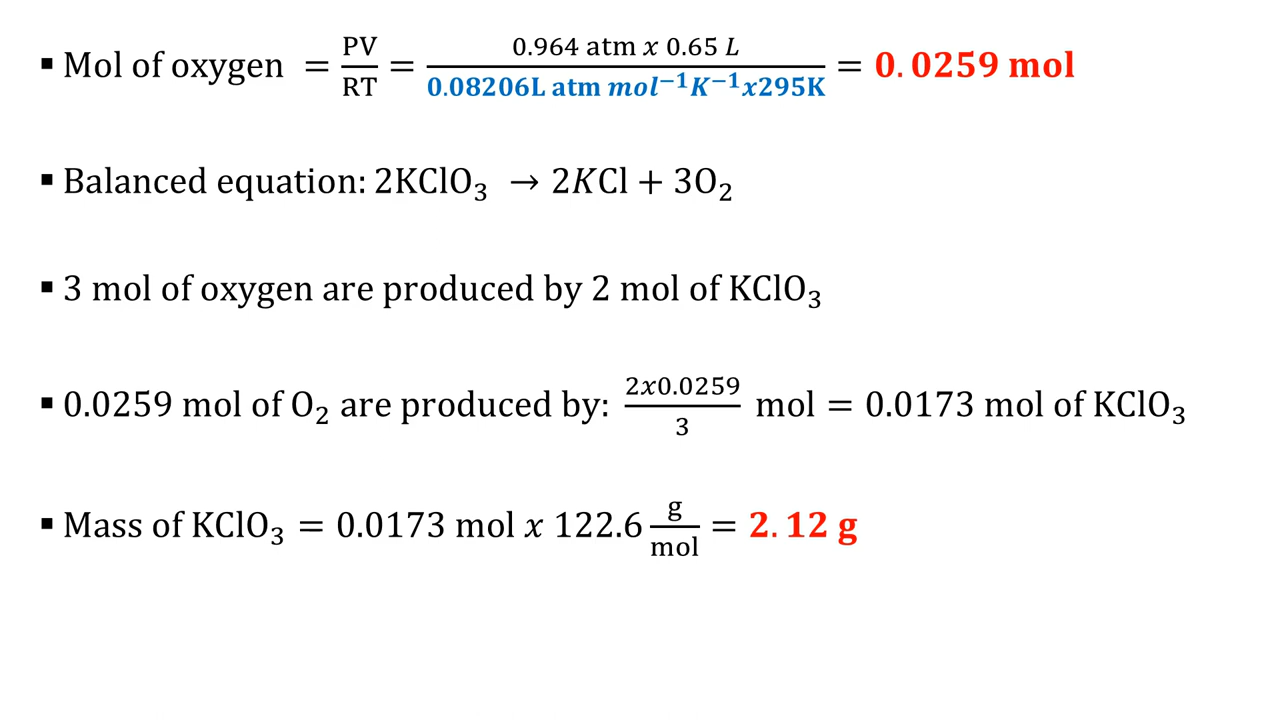 ▪ Mol of oxygen = PV/RT = (0.964 atm x 0.65 L)/(0.08206L atm mol⁻¹K⁻¹x295K) = 0.0259 mol
▪ Balanced equation: 2KClO₃ → 2KCl + 3O₂
▪ 3 mol of oxygen are produced by 2 mol of KClO₃
▪ 0.0259 mol of O₂ are produced by: 2x0.0259/3 mol = 0.0173 mol of KClO₃
▪ Mass of KClO₃ = 0.0173 mol x 122.6 g/mol = 2.12 g